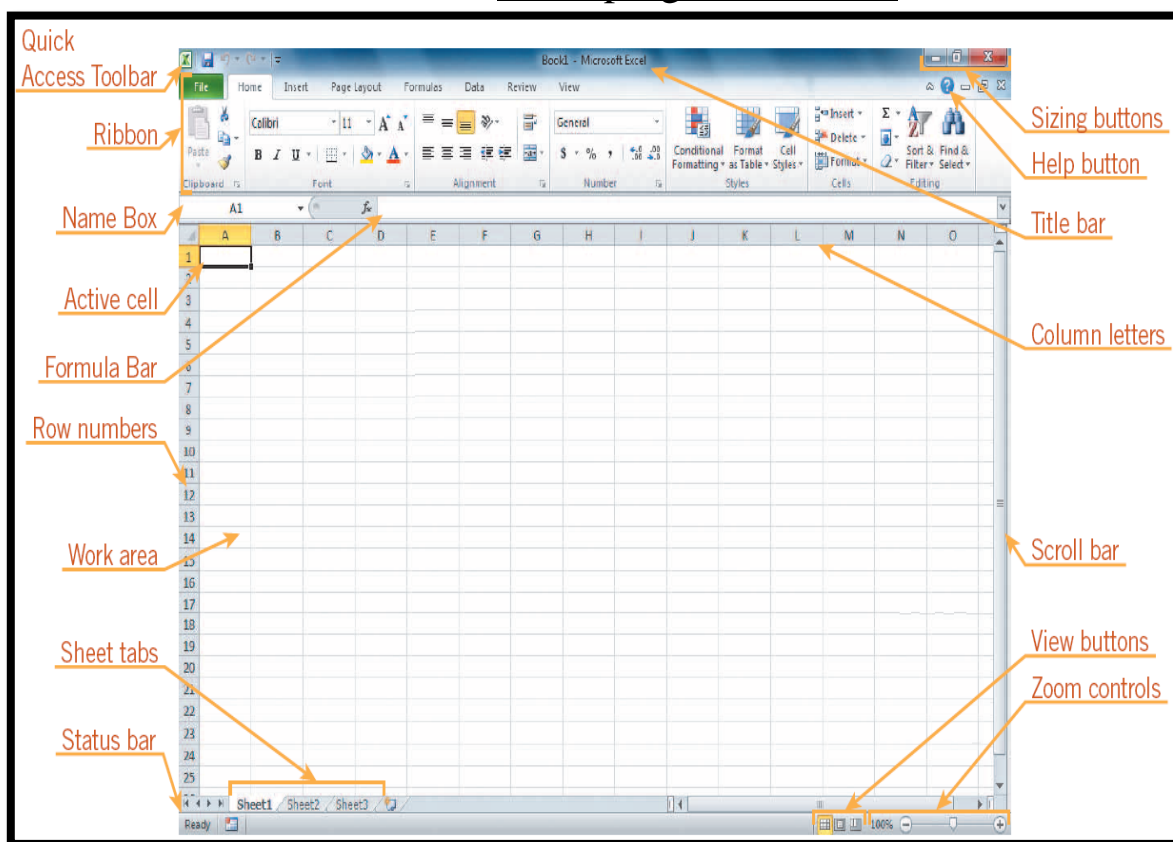 Quick
Access Toolbar
Book1 - Microsoft Excel
File Home Insert Page Layout Formulas Data Review View
Ribbon
Sizing buttons
Calibri 11 A A General Insert
Paste Delete
B I U A $ % , Conditional Format Cell Format Sort & Find &
Formatting as Table Styles Filter Select
Help button
Clipboard Font Alignment Number Styles Cells Editing
Name Box
A1 fx
Title bar
A B C D E F G H I J K L M N O
1
2
3
Active cell
4
5
Column letters
6
Formula Bar
7
8
9
Row numbers
10
11
12
13
14
Work area
15
Scroll bar
16
17
18
19
Sheet tabs
View buttons
20
21
Zoom controls
22
23
Status bar
24
25
Sheet1 Sheet2 Sheet3
Ready 100%